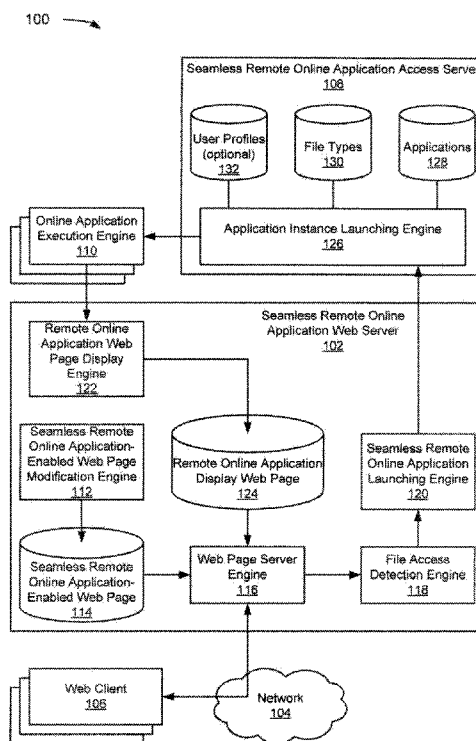 100
Seamless Remote Online Application Access Server
108
User Profiles
(optional)
132
File Types
130
Applications
128
Online Application
Execution Engine
110
Application Instance Launching Engine
126
Seamless Remote Online
Application Web Server
102
Remote Online
Application Web
Page Display
Engine
122
Seamless Remote
Online Application-
Enabled Web Page
Modification Engine
112
Remote Online Application
Display Web Page
124
Seamless Remote
Online Application
Launching Engine
120
Seamless Remote
Online Application-
Enabled Web Page
114
Web Page Server
Engine
116
File Access
Detection Engine
118
Web Client
106
Network
104